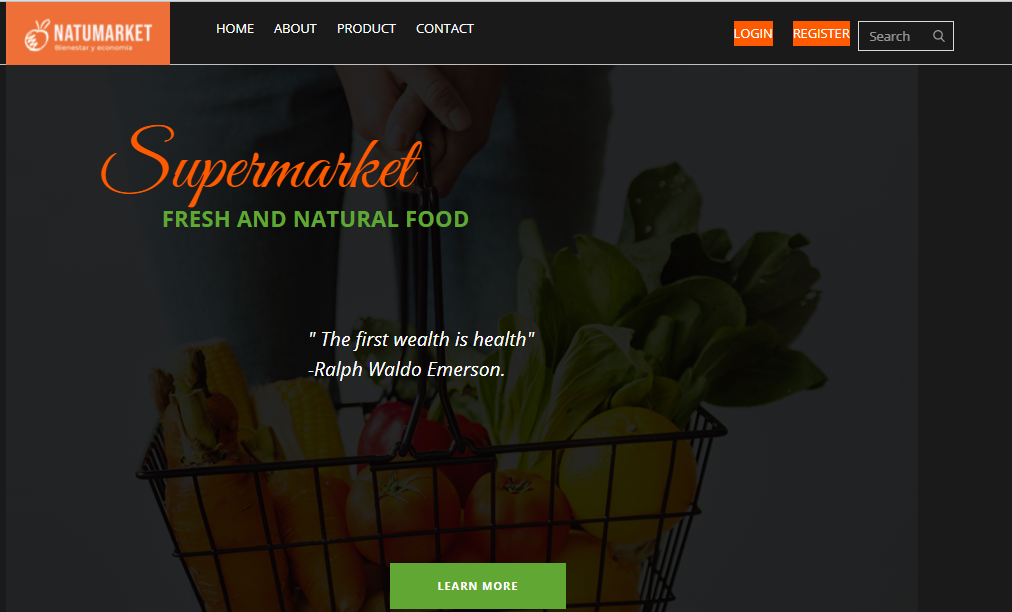 NATUMARKET
Bienestar y economía
HOME ABOUT PRODUCT CONTACT
LOGIN REGISTER Search
Supermarket
FRESH AND NATURAL FOOD
" The first wealth is health"
-Ralph Waldo Emerson.
LEARN MORE